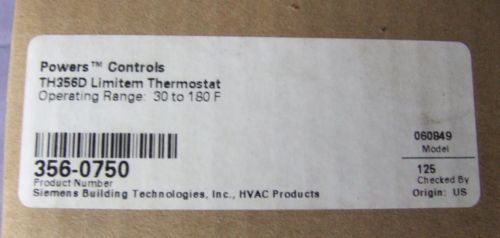 Powers™ Controls
TH356D Limitem Thermostat
Operating Range: 30 to 180 F
356-0750
Product Number
Siemens Building Technologies, Inc., HVAC Products
060849
Model
125
Checked By
Origin: US